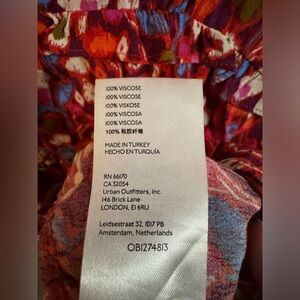 100% VISCOSE
100% VISCOSE
100% VISKOSE
100% VISCOSA
100% VISCOSA
100% 粘胶纤维
MADE IN TURKEY
HECHO EN TURQUÍA
RN 66170
CA 32054
Urban Outfitters, Inc.
146 Brick Lane
LONDON, E1 6RU
Leidsestraat 32, 1017 PB
Amsterdam, Netherlands
OB1274813